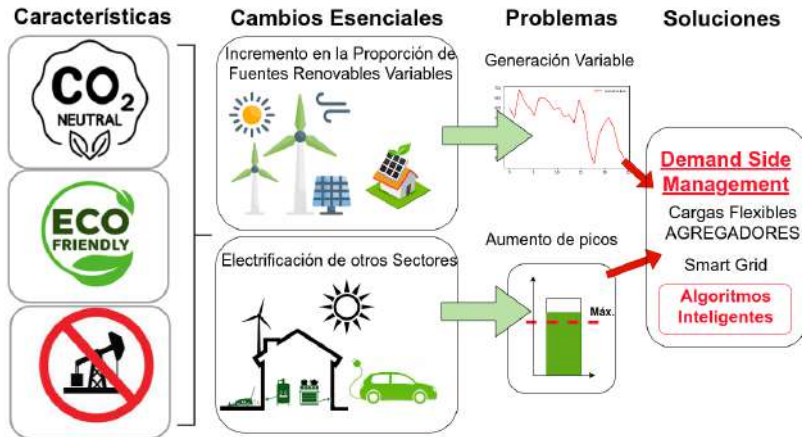 Características
Cambios Esenciales
Problemas
Soluciones
CO2
NEUTRAL
ECO
FRIENDLY
Incremento en la Proporción de
Fuentes Renovables Variables
Electrificación de otros Sectores
Generación Variable
Aumento de picos
Máx.
Demand Side
Management
Cargas Flexibles
AGREGADORES
Smart Grid
Algoritmos
Inteligentes